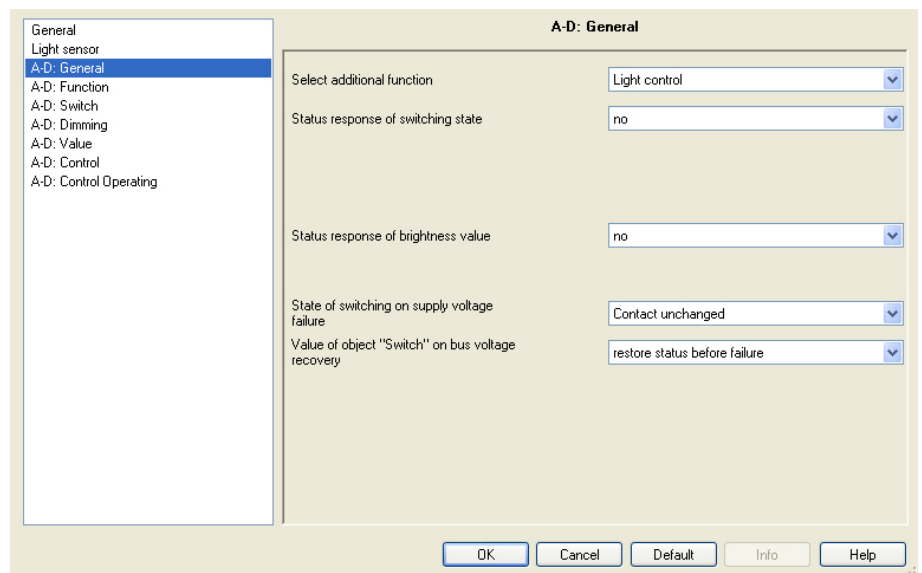 A-D: General
General
Light sensor
A-D: General
A-D: Function
A-D: Switch
A-D: Dimming
A-D: Value
A-D: Control
A-D: Control Operating
Select additional function
Light control
Status response of switching state
no
Status response of brightness value
no
State of switching on supply voltage
failure
Contact unchanged
Value of object "Switch" on bus voltage
recovery
restore status before failure
OK
Cancel
Default
Info
Help